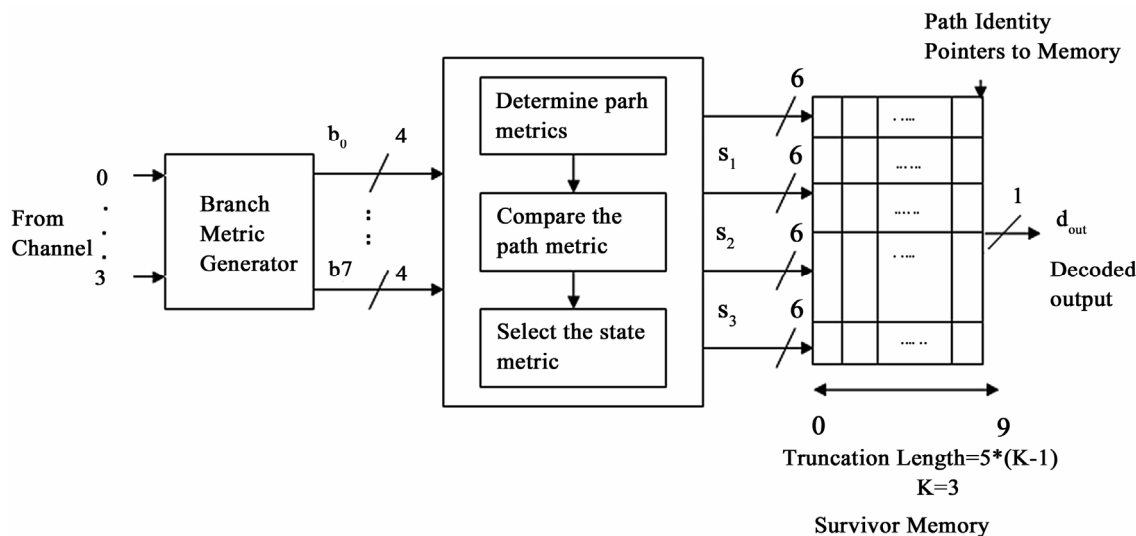 Path Identity
Pointers to Memory
6
Determine parh
metrics
.....
b0
4
s1
6
0
......
.
.
.
From
Channel
Branch
Metric
Generator
:
:
Compare the
path metric
......
1
dout
s2
6
.....
3
b7
4
Decoded
output
s3
6
Select the state
metric
.....
0
9
Truncation Length=5*(K-1)
K=3
Survivor Memory